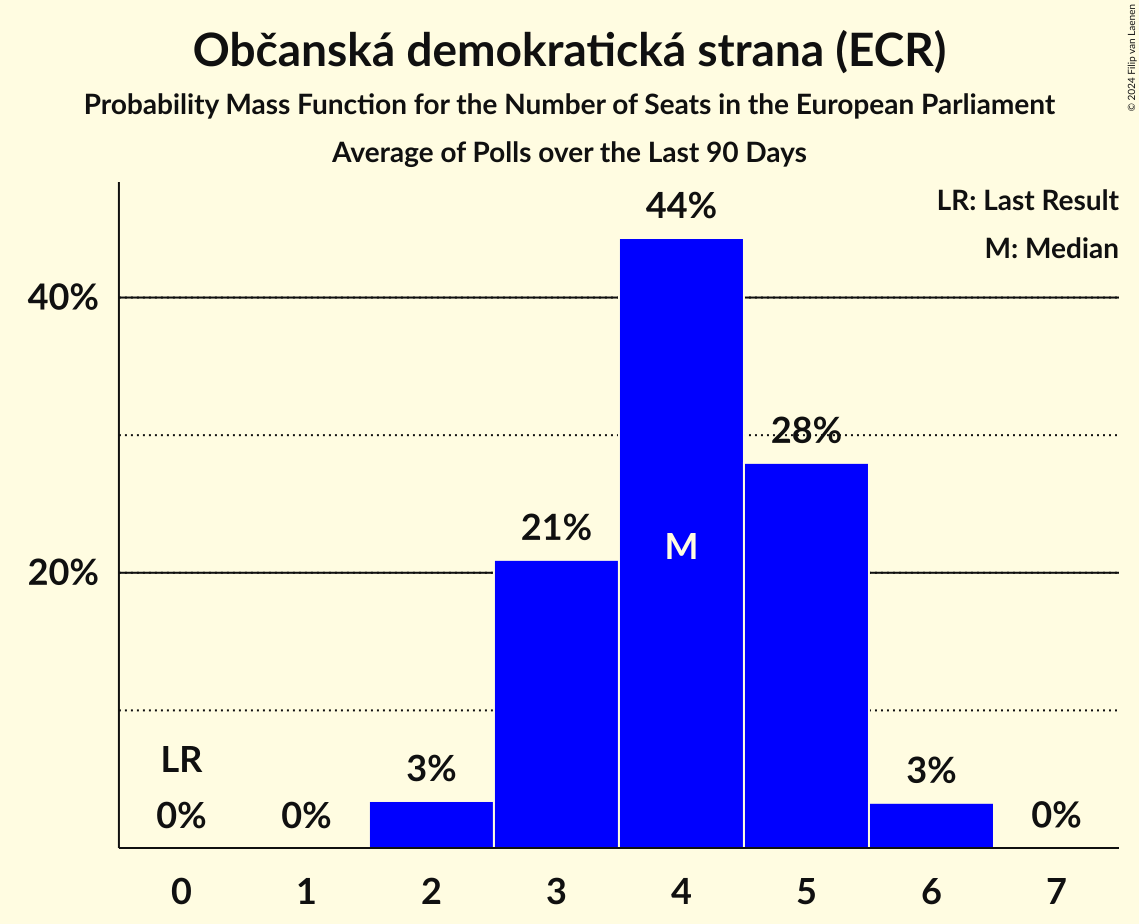 Občanská demokratická strana (ECR)
Probability Mass Function for the Number of Seats in the European Parliament
Average of Polls over the Last 90 Days
© 2024 Filip van Laenen
LR: Last Result
M: Median
44%
40%
28%
21%
M
20%
LR
3%
3%
0%
0%
0%
0 1 2 3 4 5 6 7